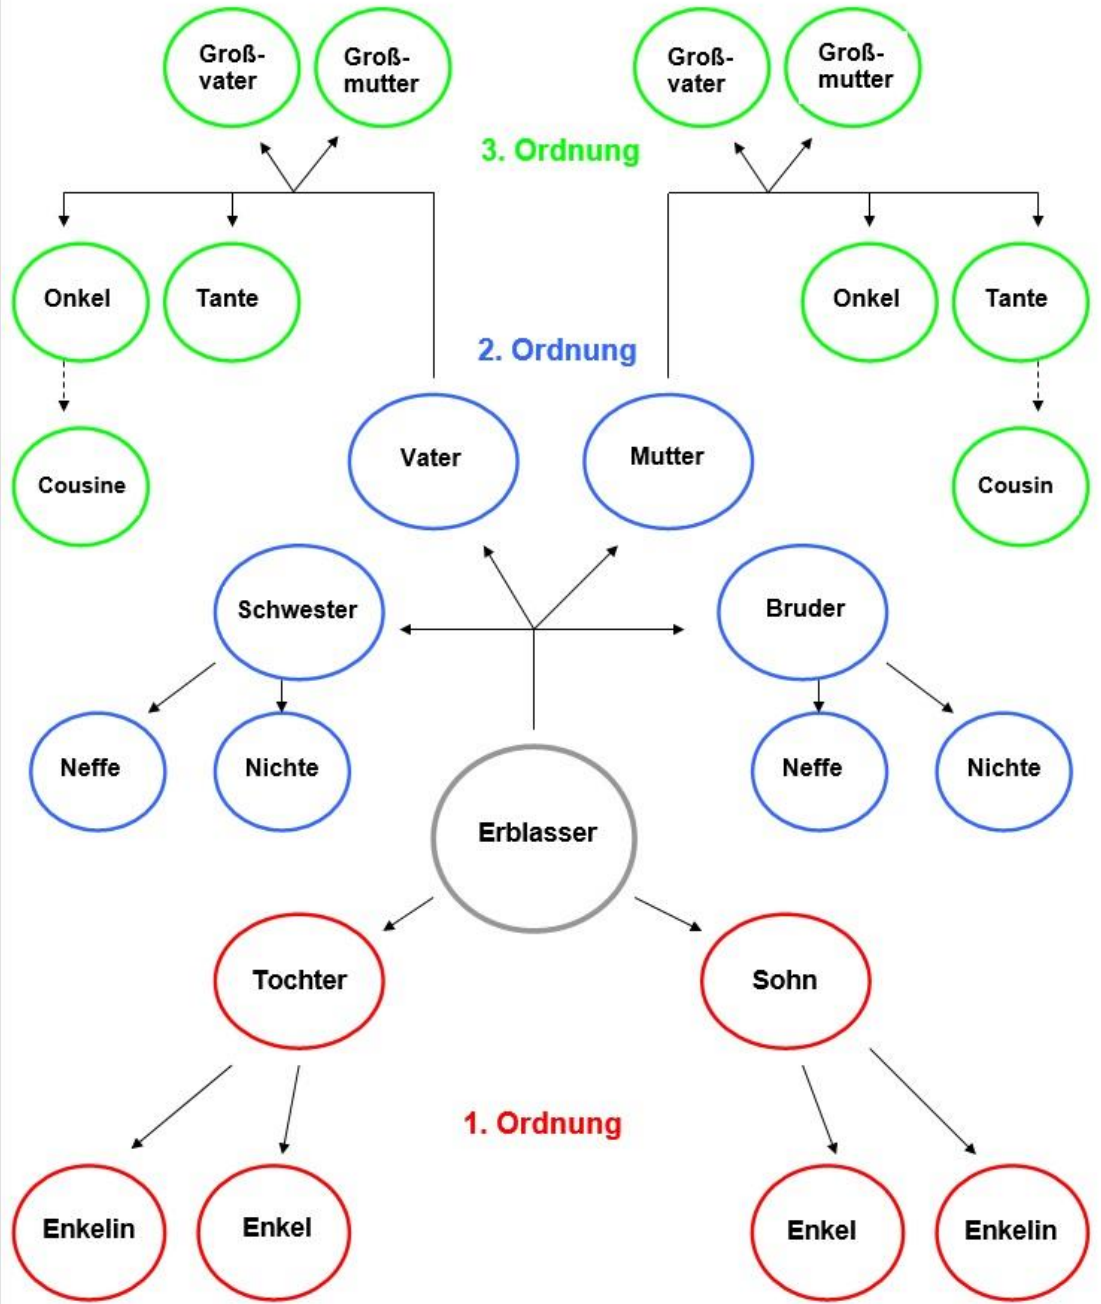 Groß-
vater
Groß-
mutter
Groß-
vater
Groß-
mutter
3. Ordnung
Onkel
Tante
Onkel
Tante
2. Ordnung
Vater
Mutter
Cousine
Cousin
Schwester
Bruder
Neffe
Nichte
Neffe
Nichte
Erblasser
Tochter
Sohn
1. Ordnung
Enkelin
Enkel
Enkel
Enkelin